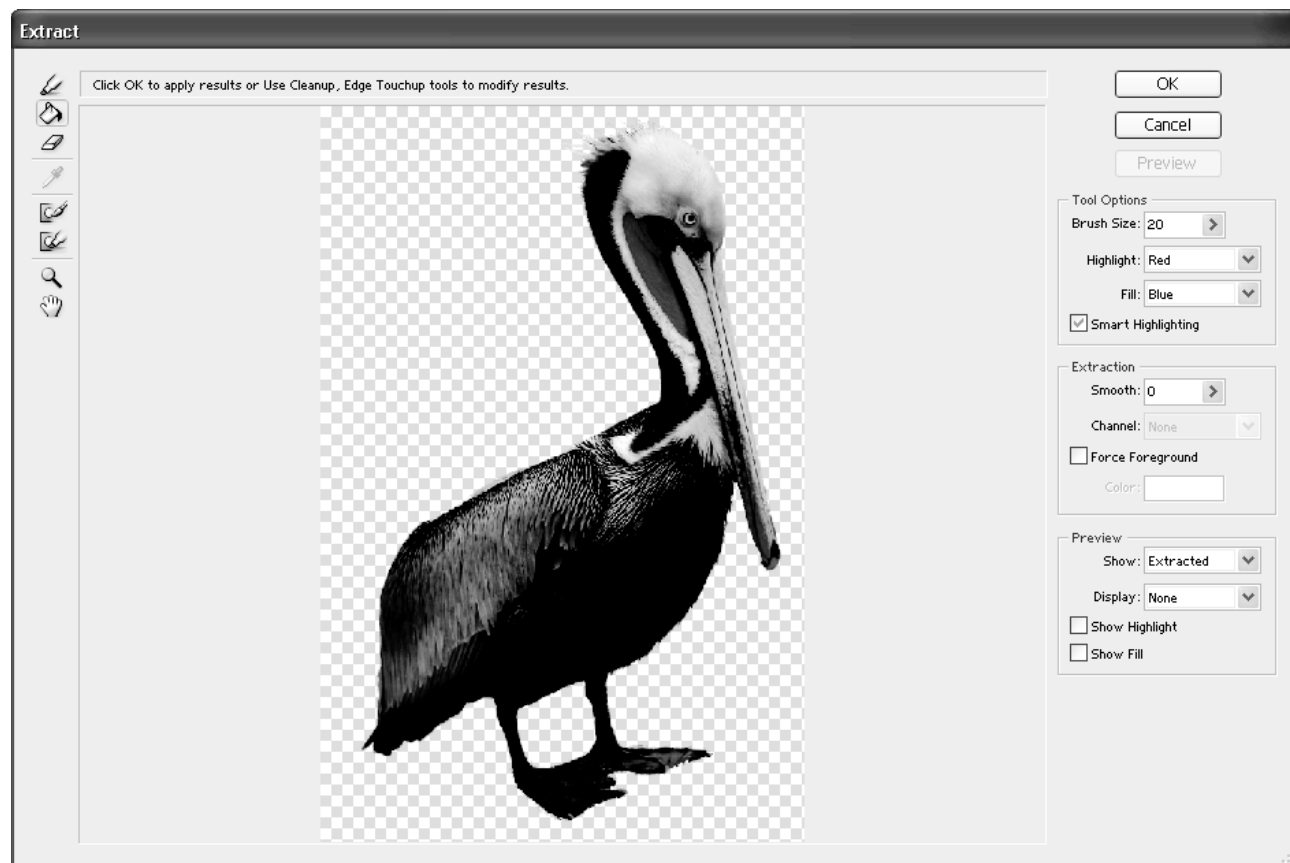 Extract
Click OK to apply results or Use Cleanup, Edge Touchup tools to modify results.
OK
Cancel
Preview
Tool Options
Brush Size: 20
Highlight: Red
Fill: Blue
Smart Highlighting
Extraction
Smooth: 0
Channel: None
Force Foreground
Color:
Preview
Show: Extracted
Display: None
Show Highlight
Show Fill